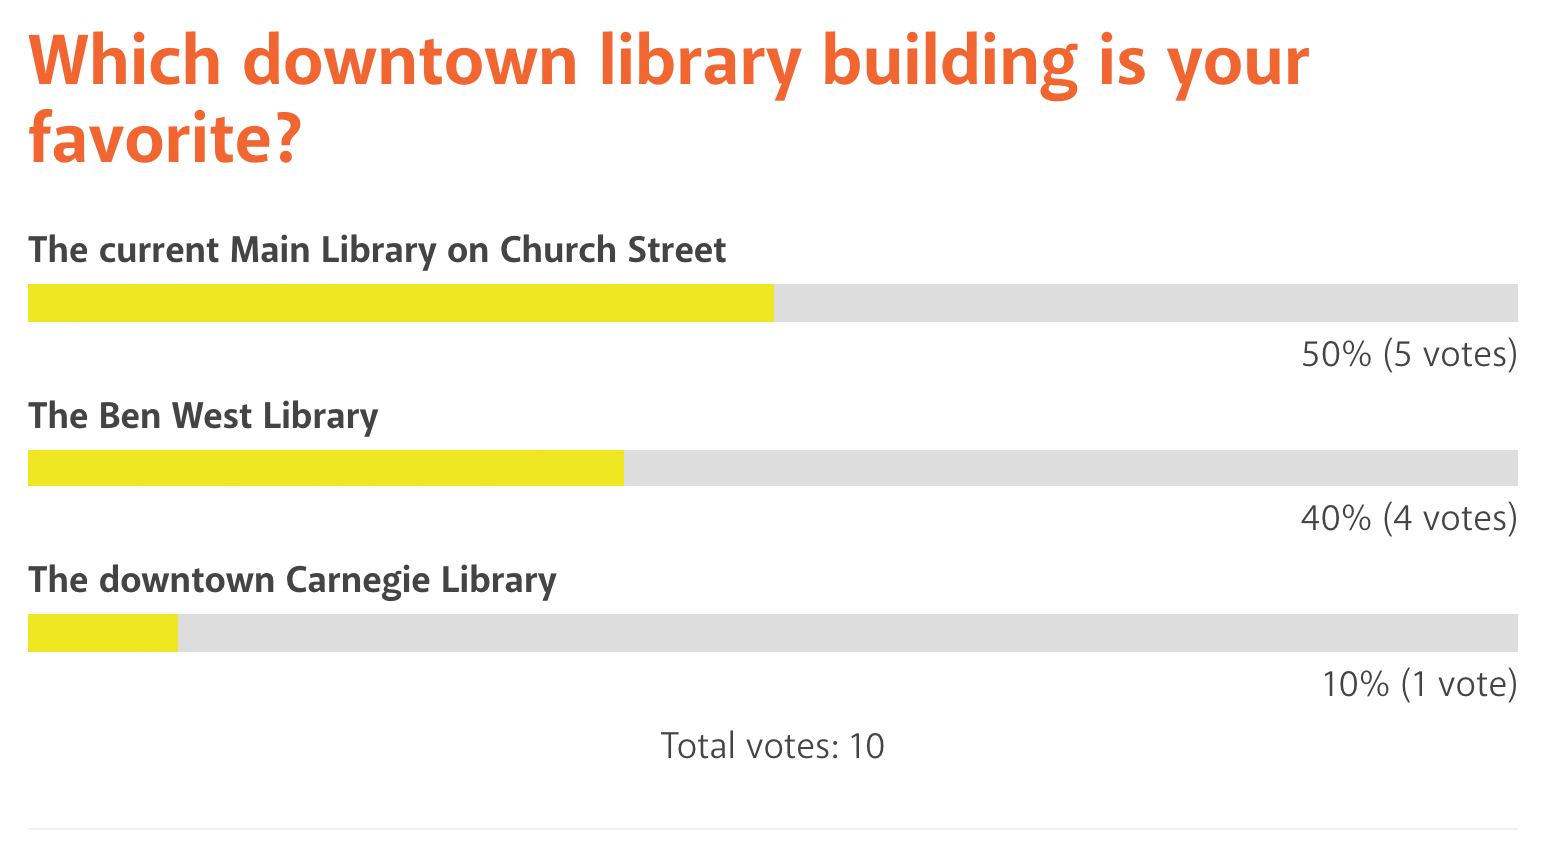 Which downtown library building is your
favorite?
The current Main Library on Church Street
50% (5 votes)
The Ben West Library
40% (4 votes)
The downtown Carnegie Library
10% (1 vote)
Total votes: 10